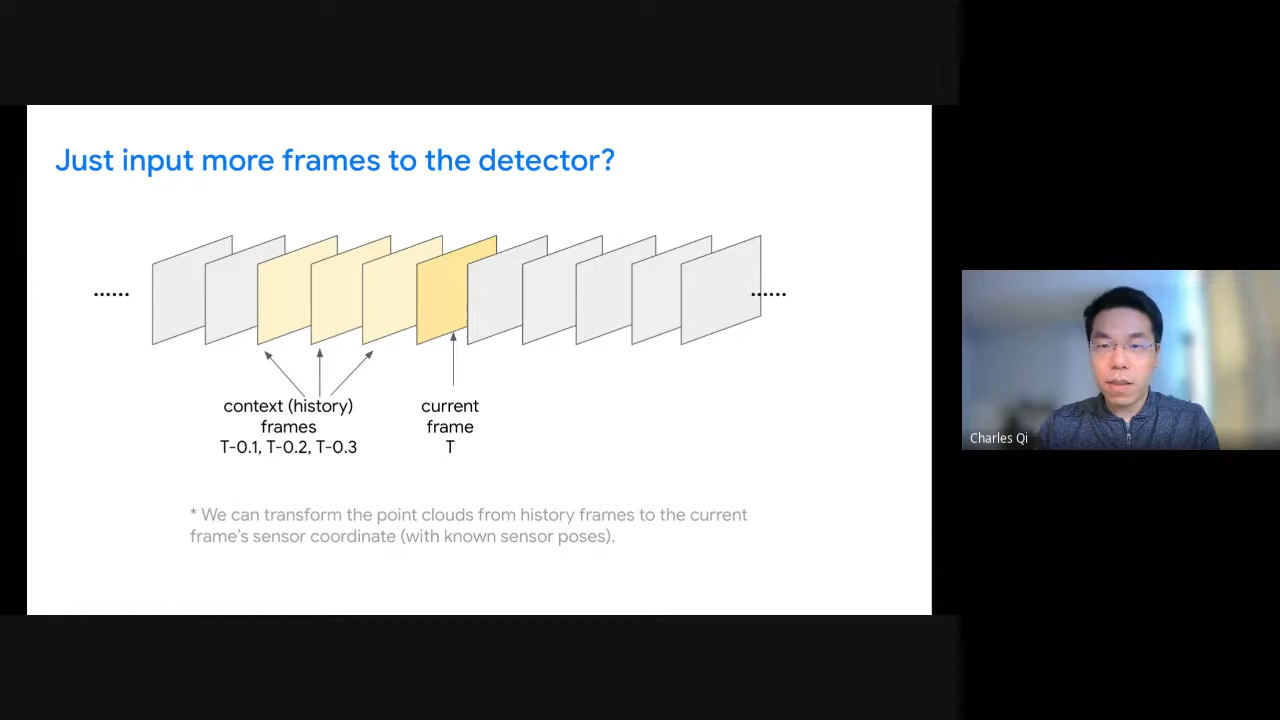 Just input more frames to the detector?
......
......
context (history)
frames
T-0.1, T-0.2, T-0.3
current
frame
T
* We can transform the point clouds from history frames to the current
frame's sensor coordinate (with known sensor poses).
Charles Qi